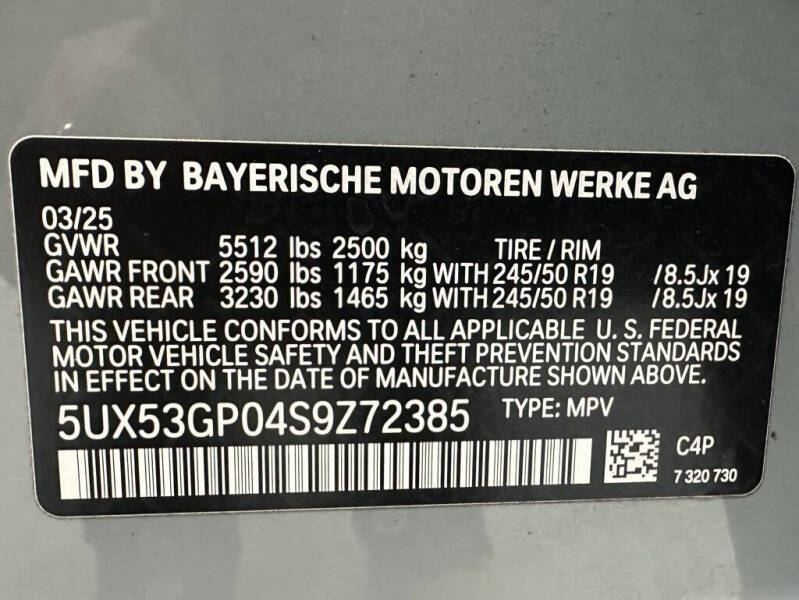 MFD BY BAYERISCHE MOTOREN WERKE AG
03/25
GVWR 5512 lbs 2500 kg TIRE / RIM
GAWR FRONT 2590 lbs 1175 kg WITH 245/50 R19 /8.5Jx 19
GAWR REAR 3230 lbs 1465 kg WITH 245/50 R19 /8.5Jx 19
THIS VEHICLE CONFORMS TO ALL APPLICABLE U. S. FEDERAL
MOTOR VEHICLE SAFETY AND THEFT PREVENTION STANDARDS
IN EFFECT ON THE DATE OF MANUFACTURE SHOWN ABOVE.
5UX53GP04S9Z72385 TYPE: MPV
C4P
7 320 730